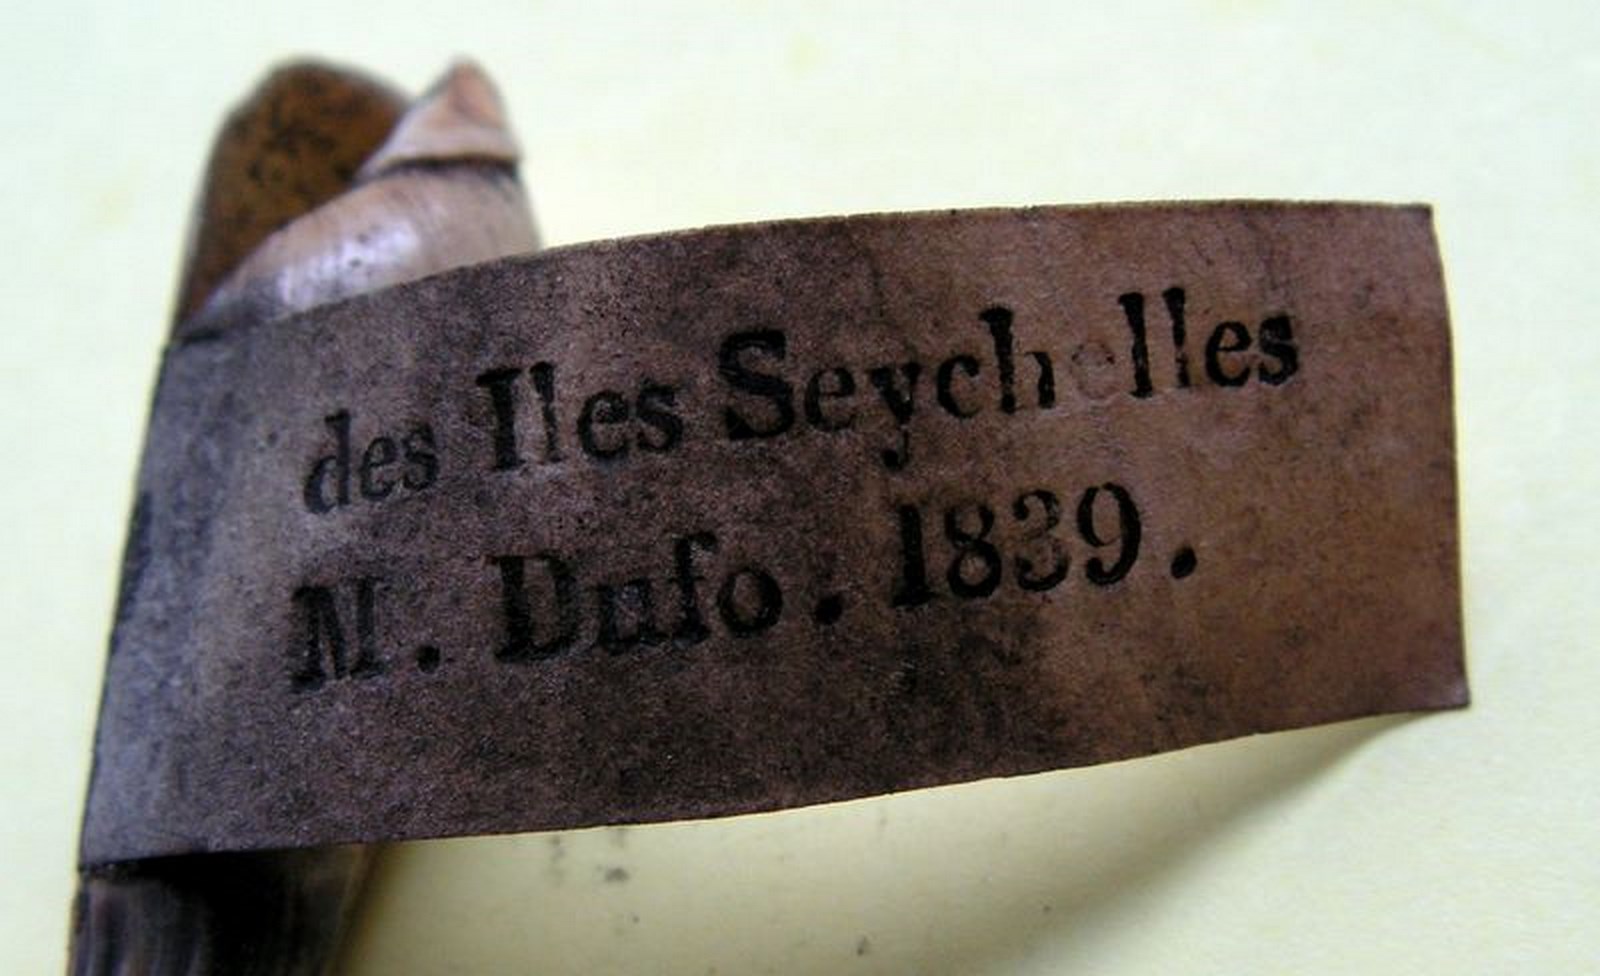 des Iles Seychelles
M. Dufo. 1839.